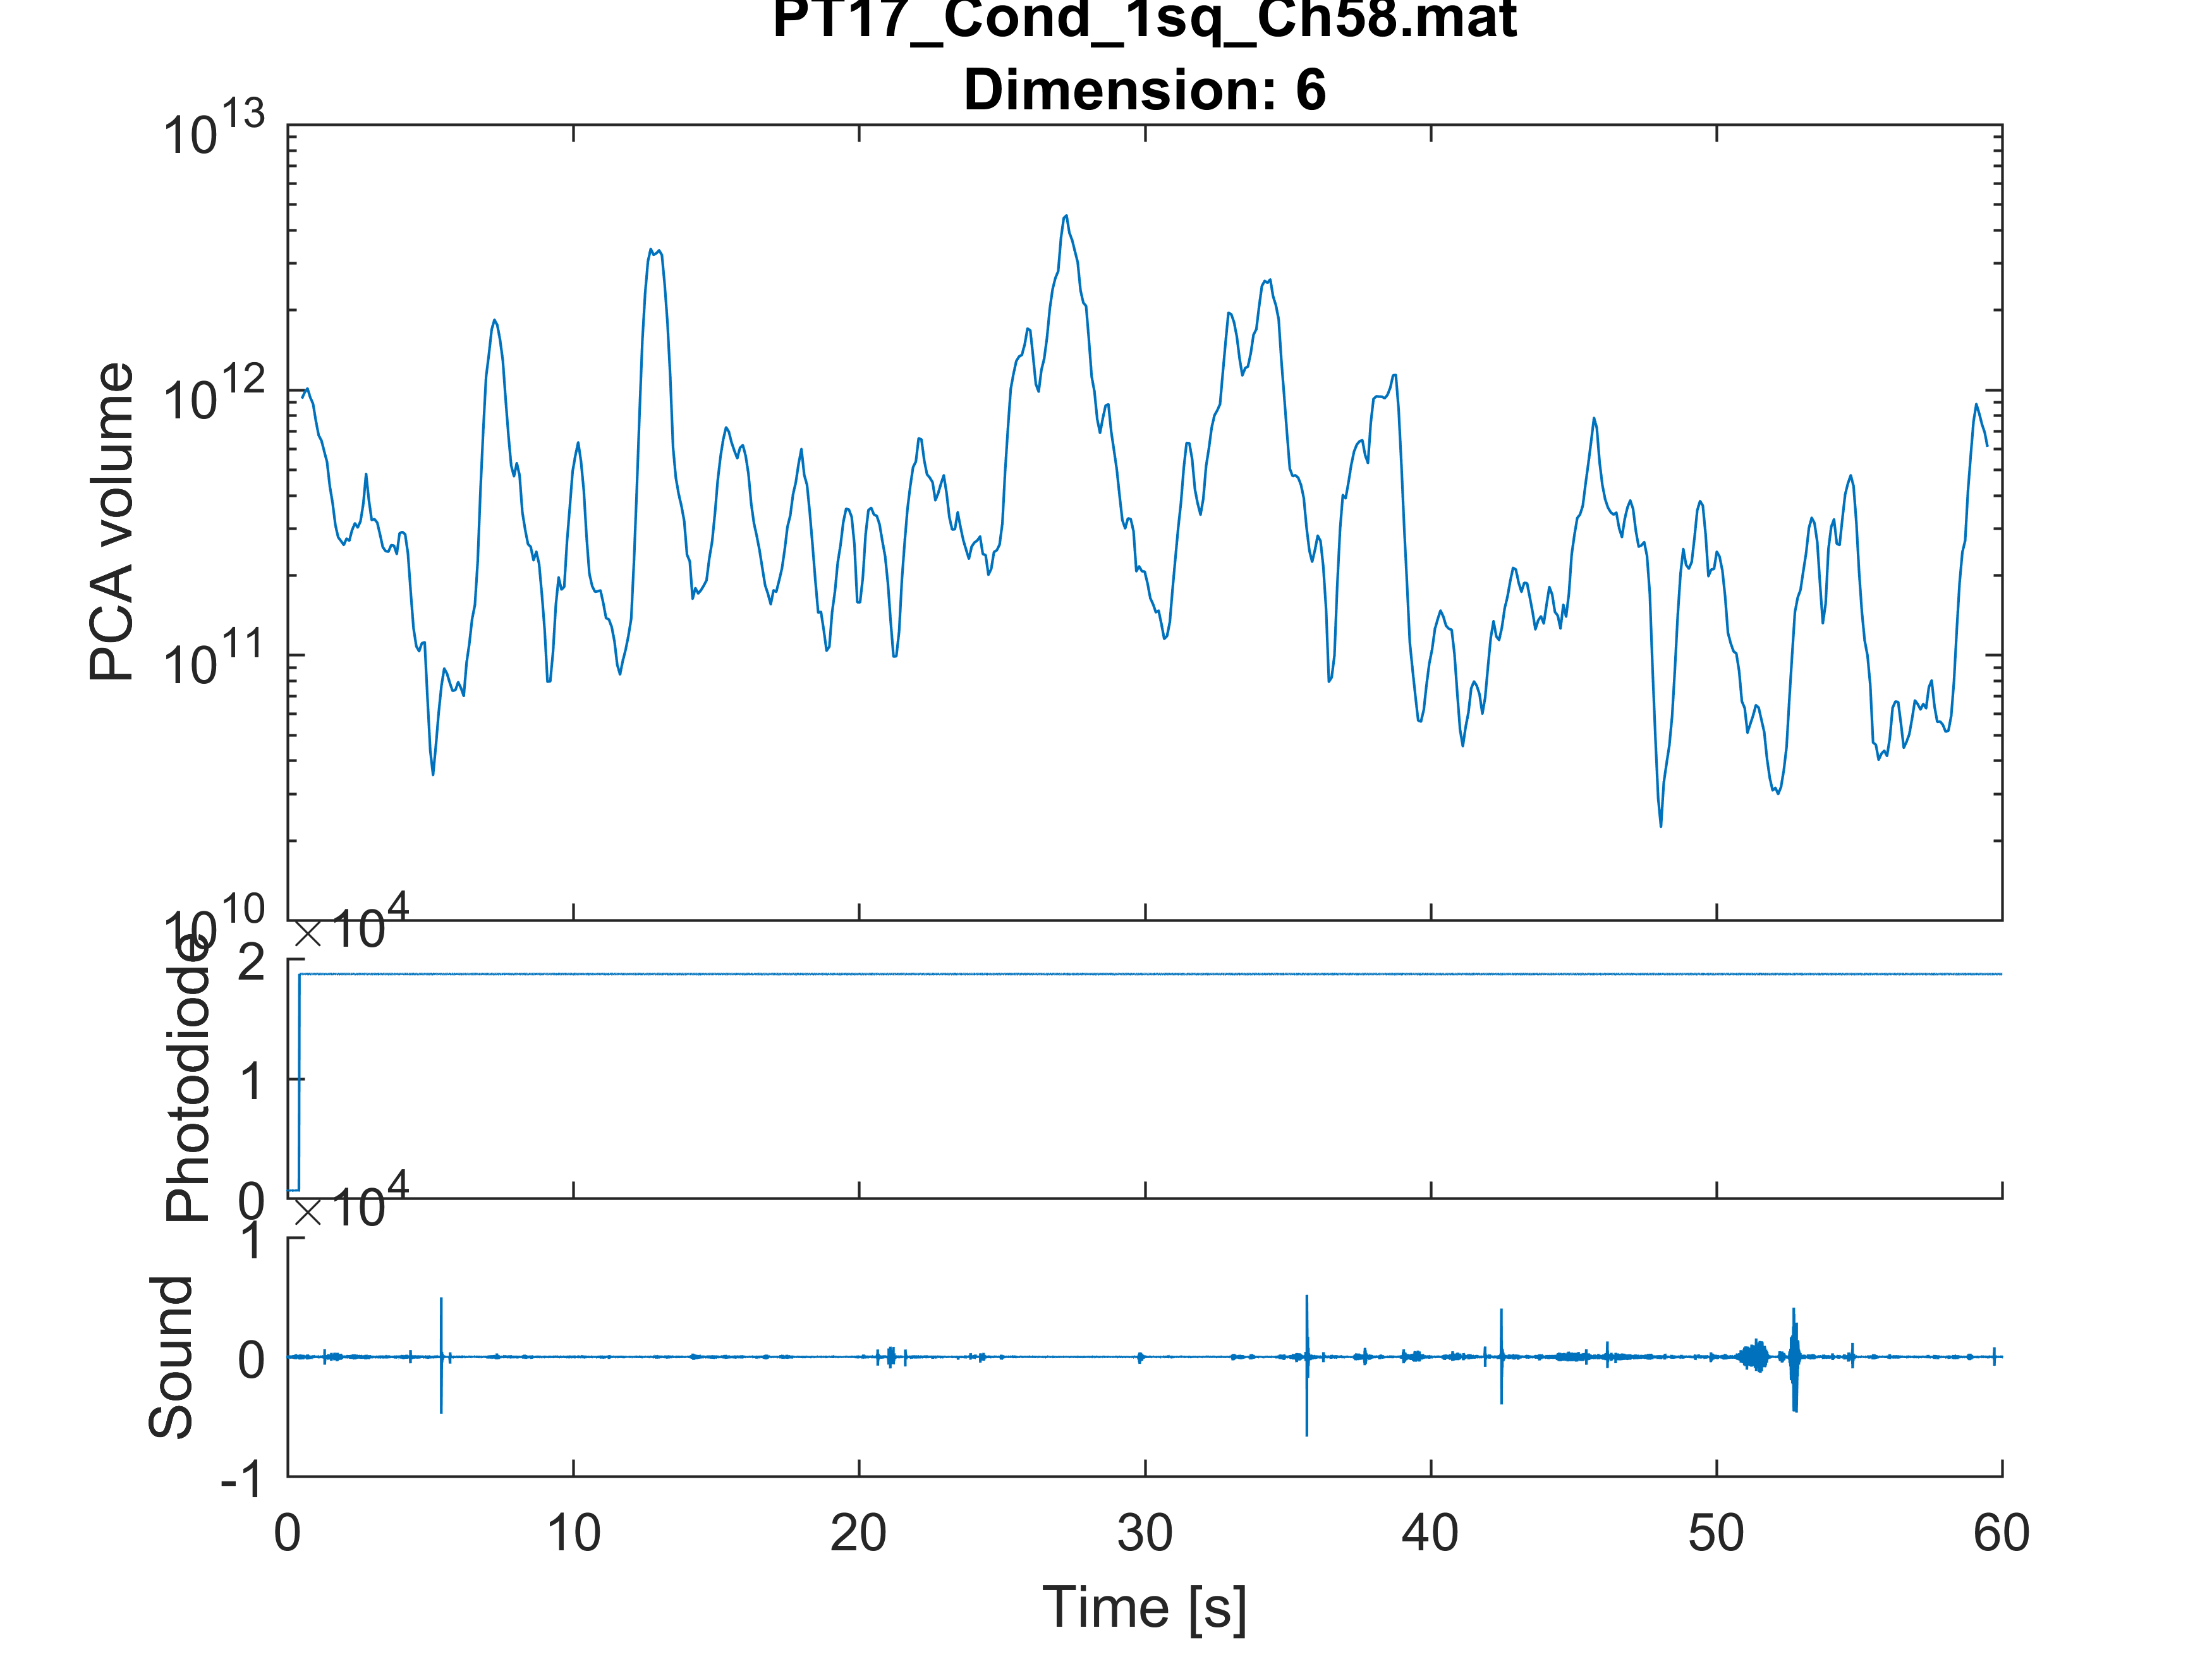 PT17_Cond_1sq_Ch58.mat
Dimension: 6
10^13
10^12
10^11
10^10
PCA volume
× 10^4
2
1
0
Photodiode
× 10^4
1
0
-1
Sound
0 10 20 30 40 50 60
Time [s]